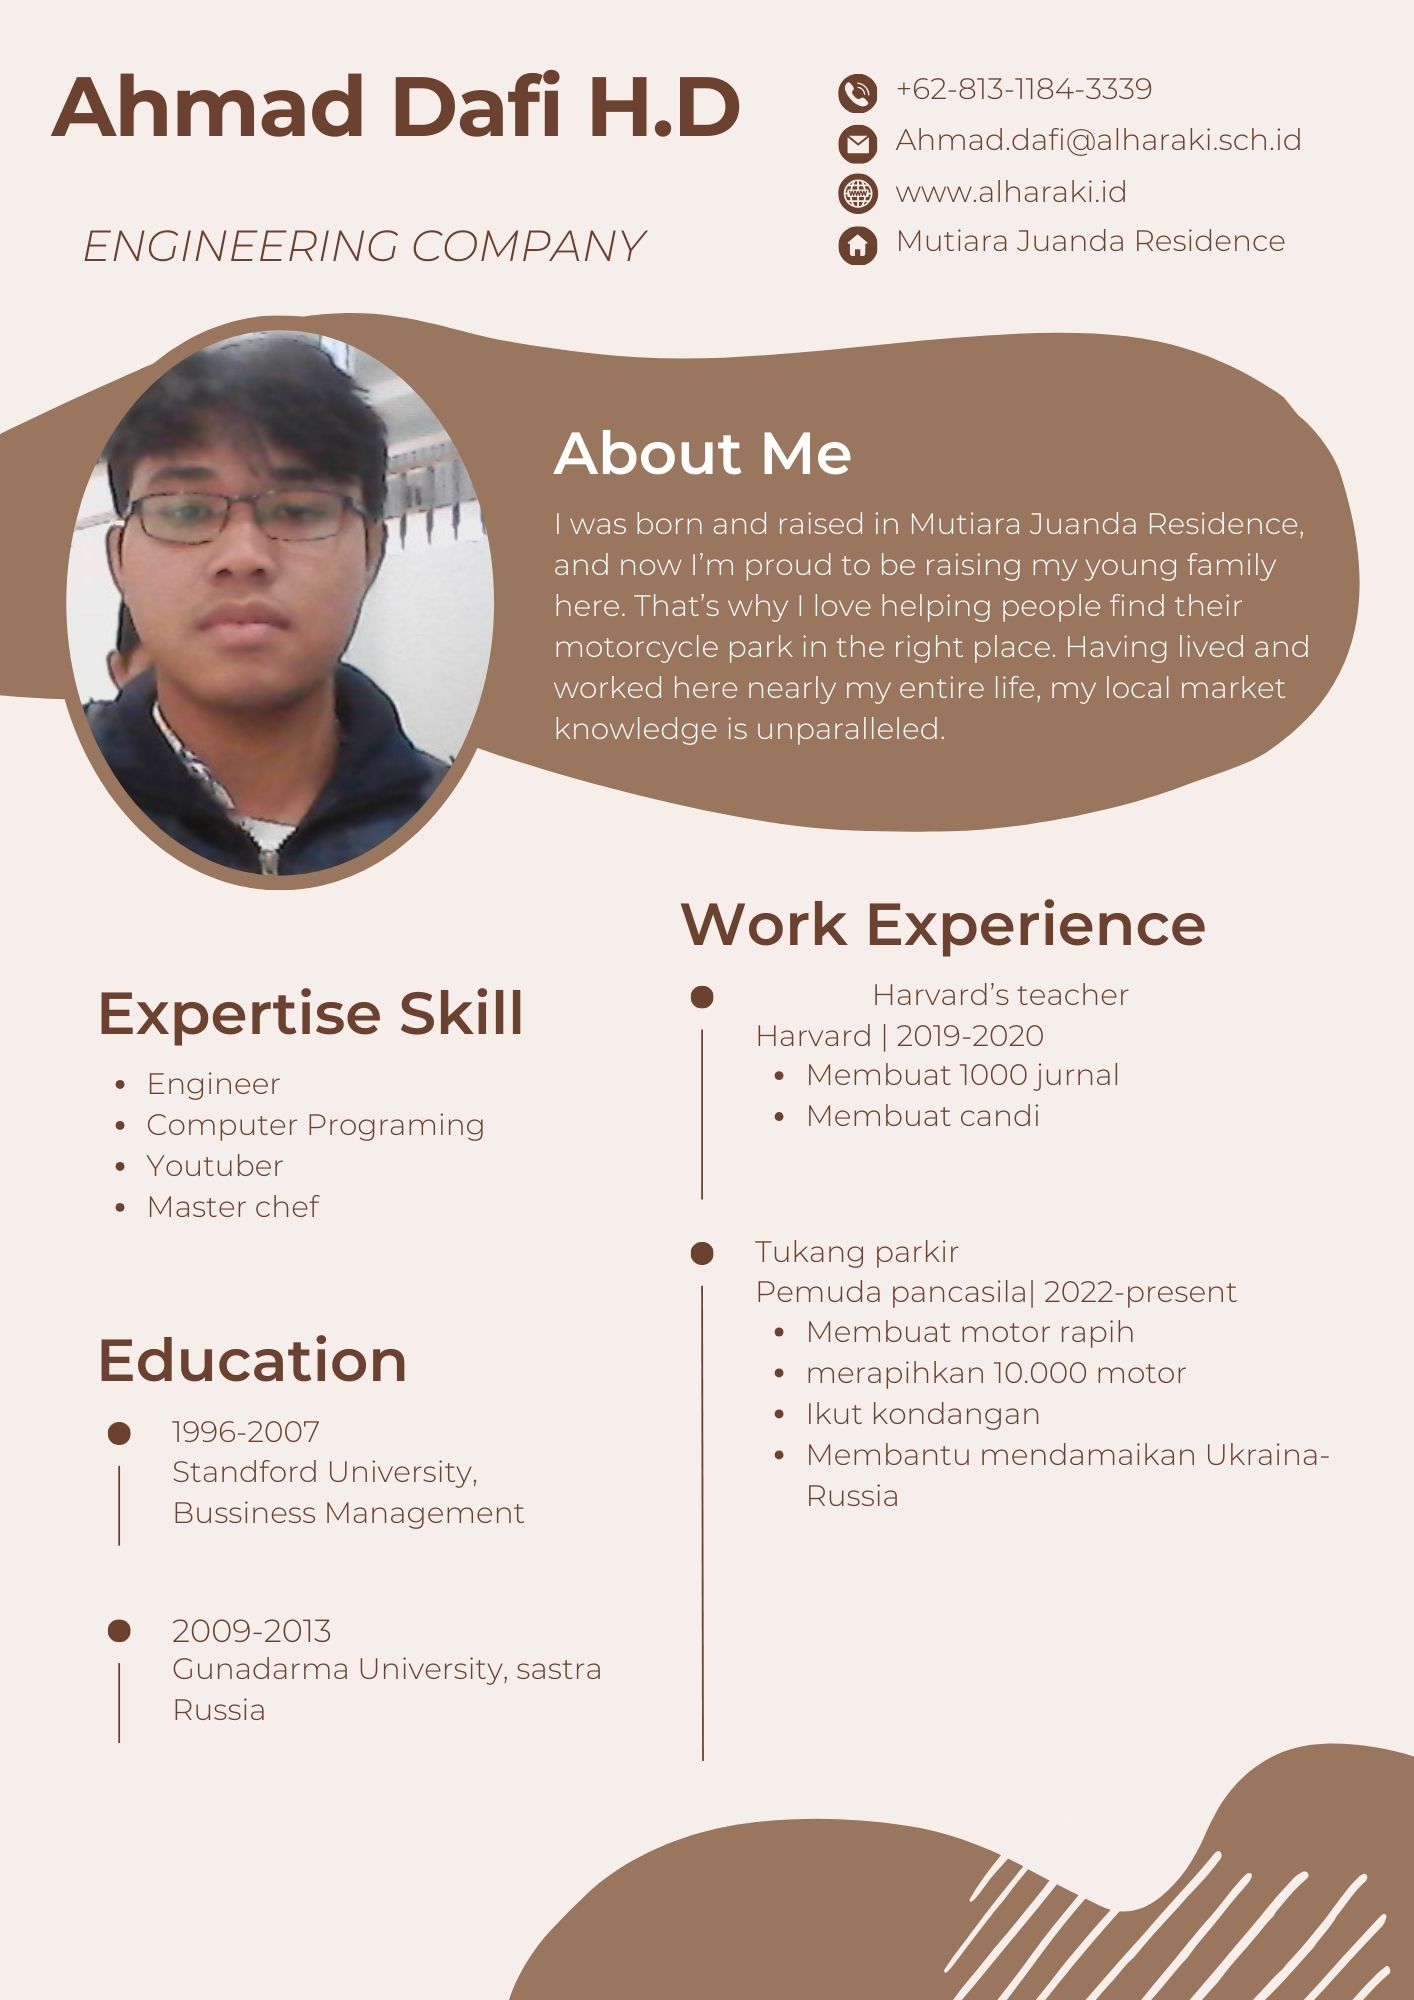 Ahmad Dafi H.D
ENGINEERING COMPANY
+62-813-1184-3339
Ahmad.dafi@alharaki.sch.id
www.alharaki.id
Mutiara Juanda Residence
About Me
I was born and raised in Mutiara Juanda Residence,
and now I'm proud to be raising my young family
here. That's why I love helping people find their
motorcycle park in the right place. Having lived and
worked here nearly my entire life, my local market
knowledge is unparalleled.
Expertise Skill
• Engineer
• Computer Programing
• Youtuber
• Master chef
Education
1996-2007
Standford University,
Bussiness Management
2009-2013
Gunadarma University, sastra
Russia
Work Experience
Harvard's teacher
Harvard | 2019-2020
• Membuat 1000 jurnal
• Membuat candi
Tukang parkir
Pemuda pancasila| 2022-present
• Membuat motor rapih
• merapihkan 10.000 motor
• Ikut kondangan
• Membantu mendamaikan Ukraina-
Russia